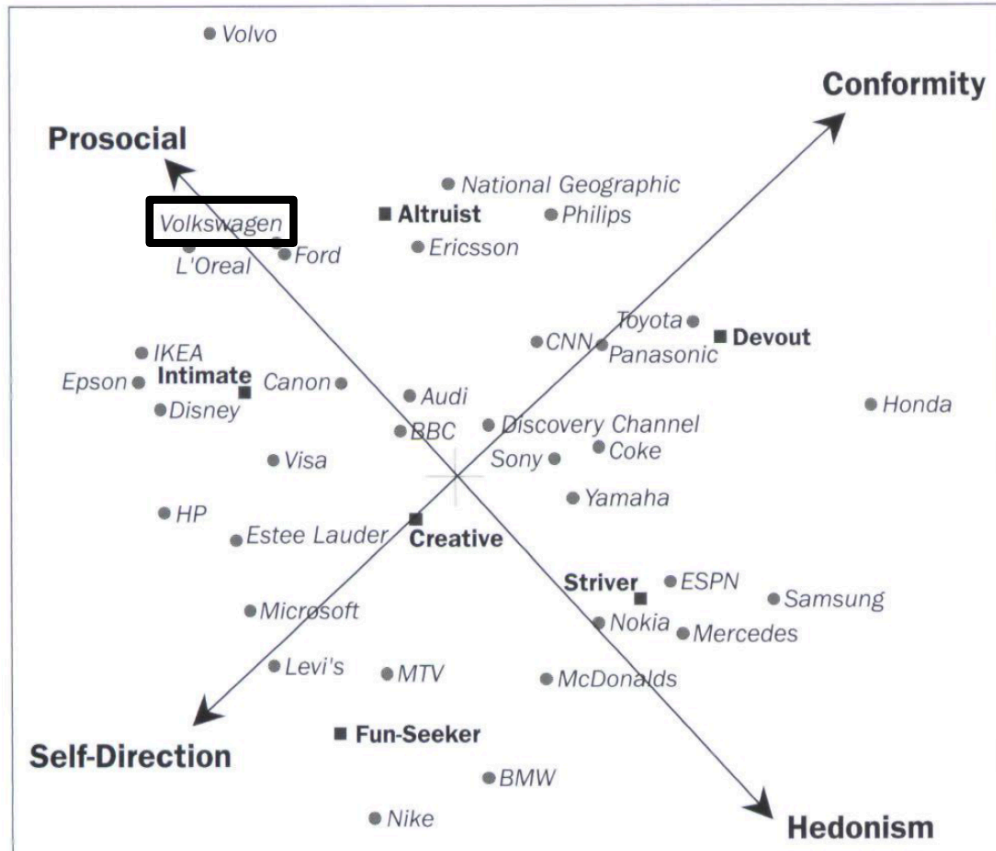 Volvo
Conformity
Prosocial
National Geographic
Altruist
Philips
Volkswagen
Ericsson
Ford
L'Oreal
Toyota
Devout
CNN
Panasonic
IKEA
Intimate
Epson
Canon
Disney
Audi
Honda
BBC
Discovery Channel
Coke
Sony
Visa
Yamaha
HP
Estee Lauder
Creative
Striver
ESPN
Samsung
Microsoft
Nokia
Mercedes
Levi's
MTV
McDonalds
Fun-Seeker
Self-Direction
BMW
Nike
Hedonism